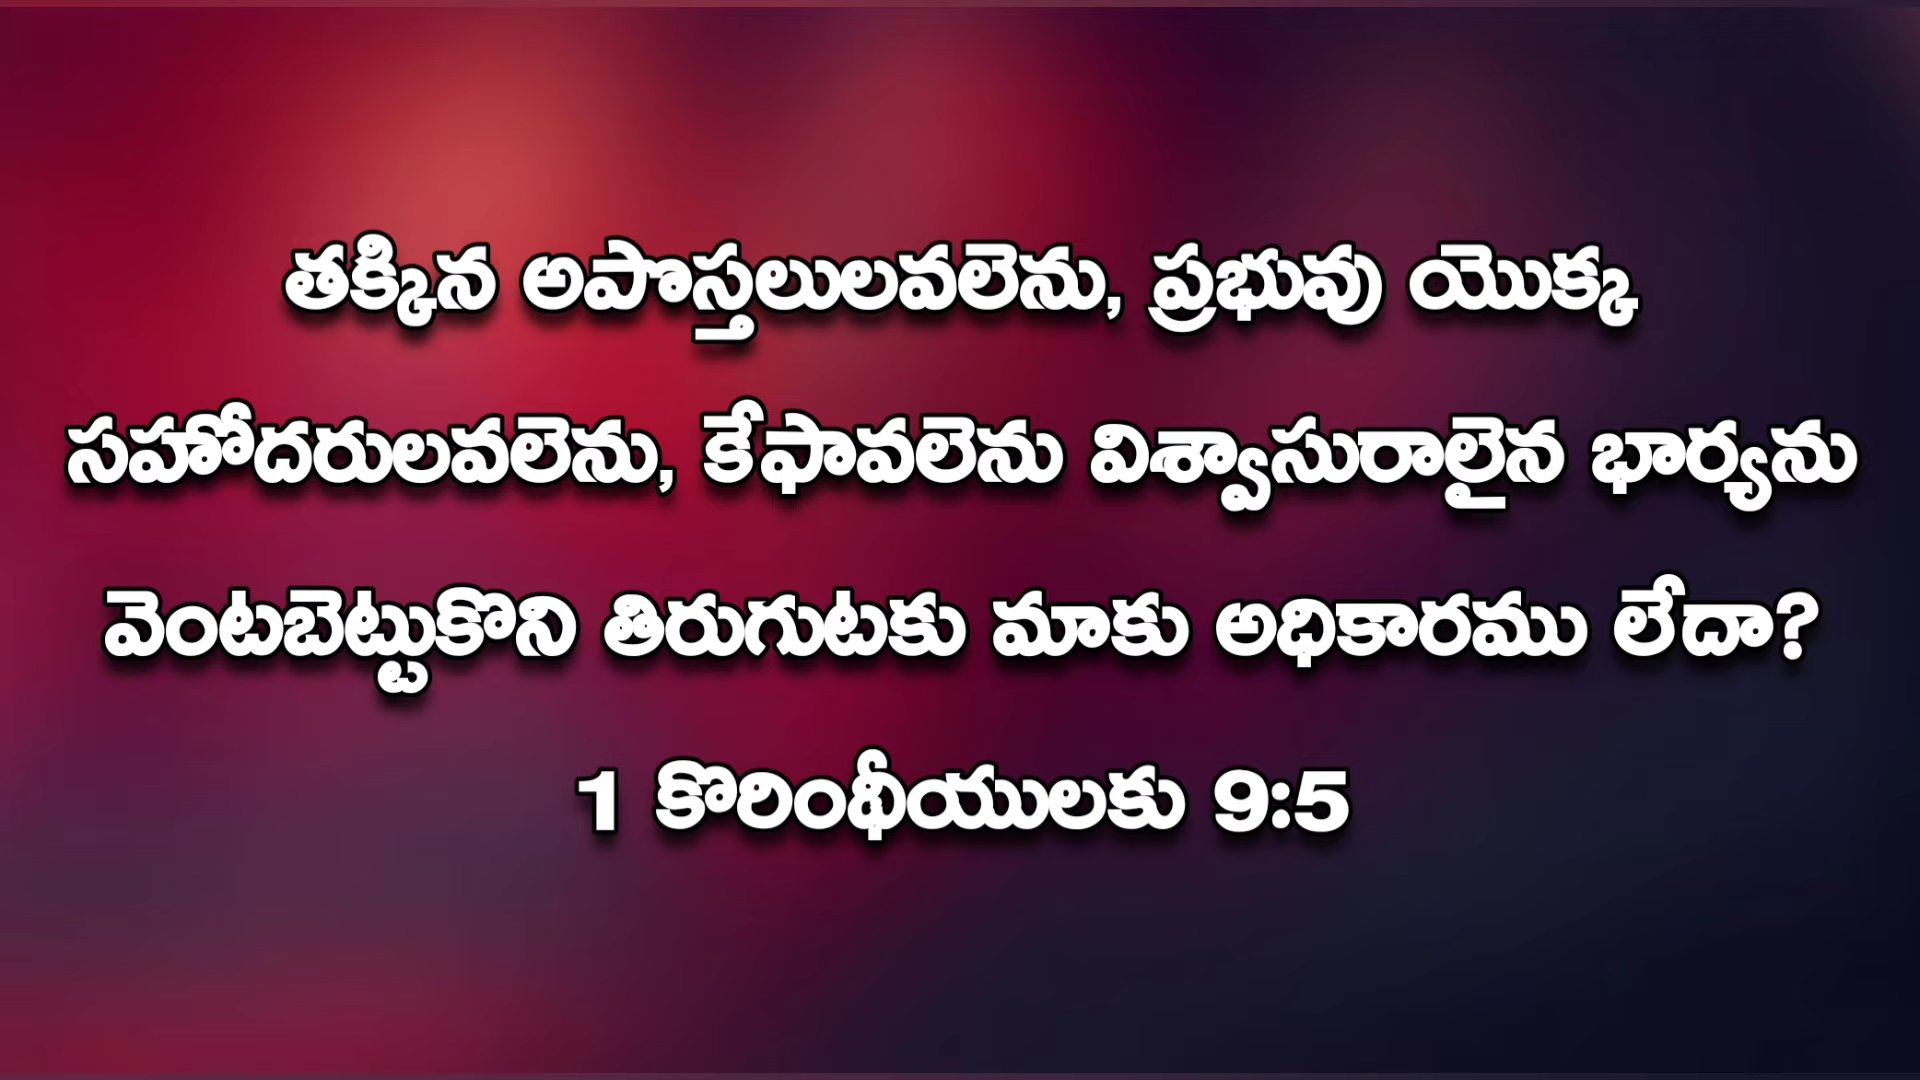 తక్కిన అపొస్తలులవలెను, ప్రభువు యొక్క
సహోదరులవలెను, కేఫావలెను విశ్వాసురాలైన భార్యను
వెంటబెట్టుకొని తిరుగుటకు మాకు అధికారము లేదా?
1 కొరింథీయులకు 9:5